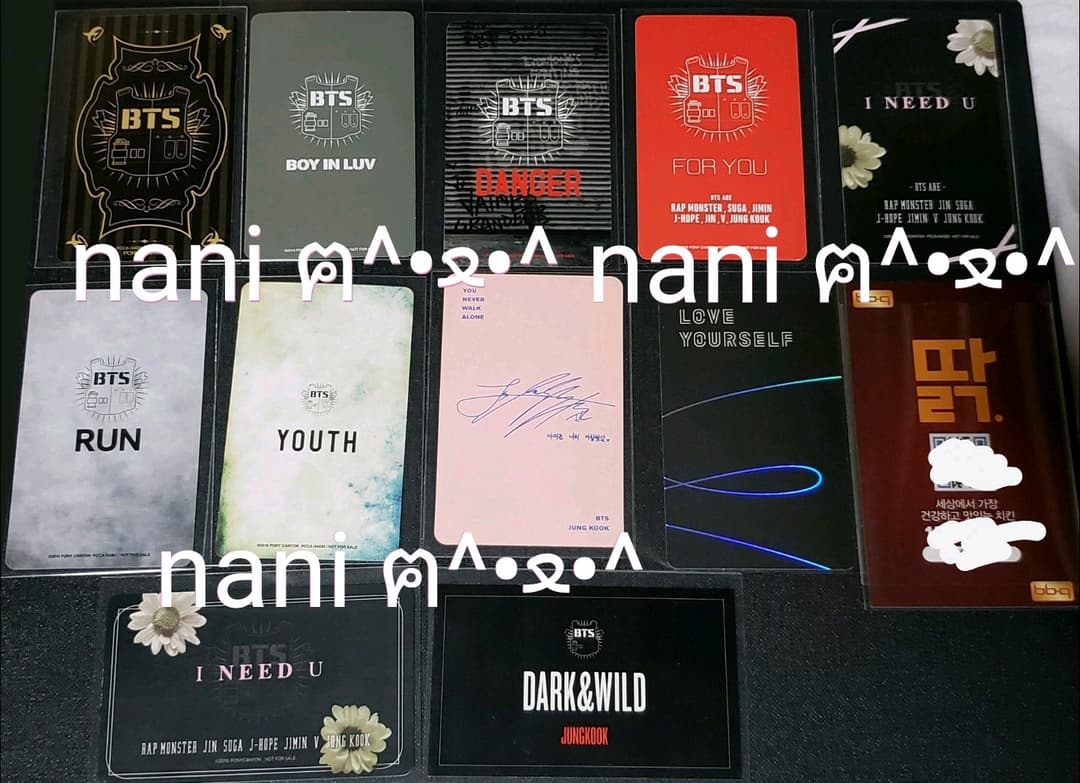 BTS
BTS
BOY IN LUV
BTS
DANGER
BTS
FOR YOU
BTS ARE
RAP MONSTER, SUGA, JIMIN
J-HOPE, JIN, V, JUNG KOOK
I NEED U
- BTS ARE -
RAP MONSTER JIN SUGA
J-HOPE JIMIN V JUNG KOOK
nani ฅ^•ﻌ•^ nani ฅ^•ﻌ•^
BTS
RUN
BTS
YOUTH
YOU
NEVER
WALK
ALONE
BTS
JUNG KOOK
LOVE
YOURSELF
bb·q
딹.
세상에서 가장
건강하고 맛있는 치킨
bb·q
nani ฅ^•ﻌ•^
BTS
I NEED U
RAP MONSTER JIN SUGA J-HOPE JIMIN V JUNG KOOK
BTS
DARK&WILD
JUNGKOOK